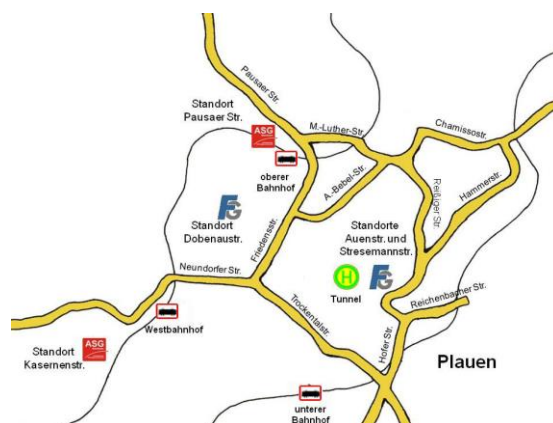 Pausaer Str.
Standort
Pausaer Str.
ASG
M.-Luther-Str.
Chamissostr.
oberer
Bahnhof
A.-Bebel-Str.
Reißiger Str.
Hammerstr.
FG
Standort
Dobenaustr.
Friedensstr.
Standorte
Auenstr. und
Stresemannstr.
Neundorfer Str.
H
FG
Tunnel
Reichenbacher Str.
Trockentalstr.
Westbahnhof
Hofer Str.
ASG
Standort
Kasernenstr.
Plauen
unterer
Bahnhof